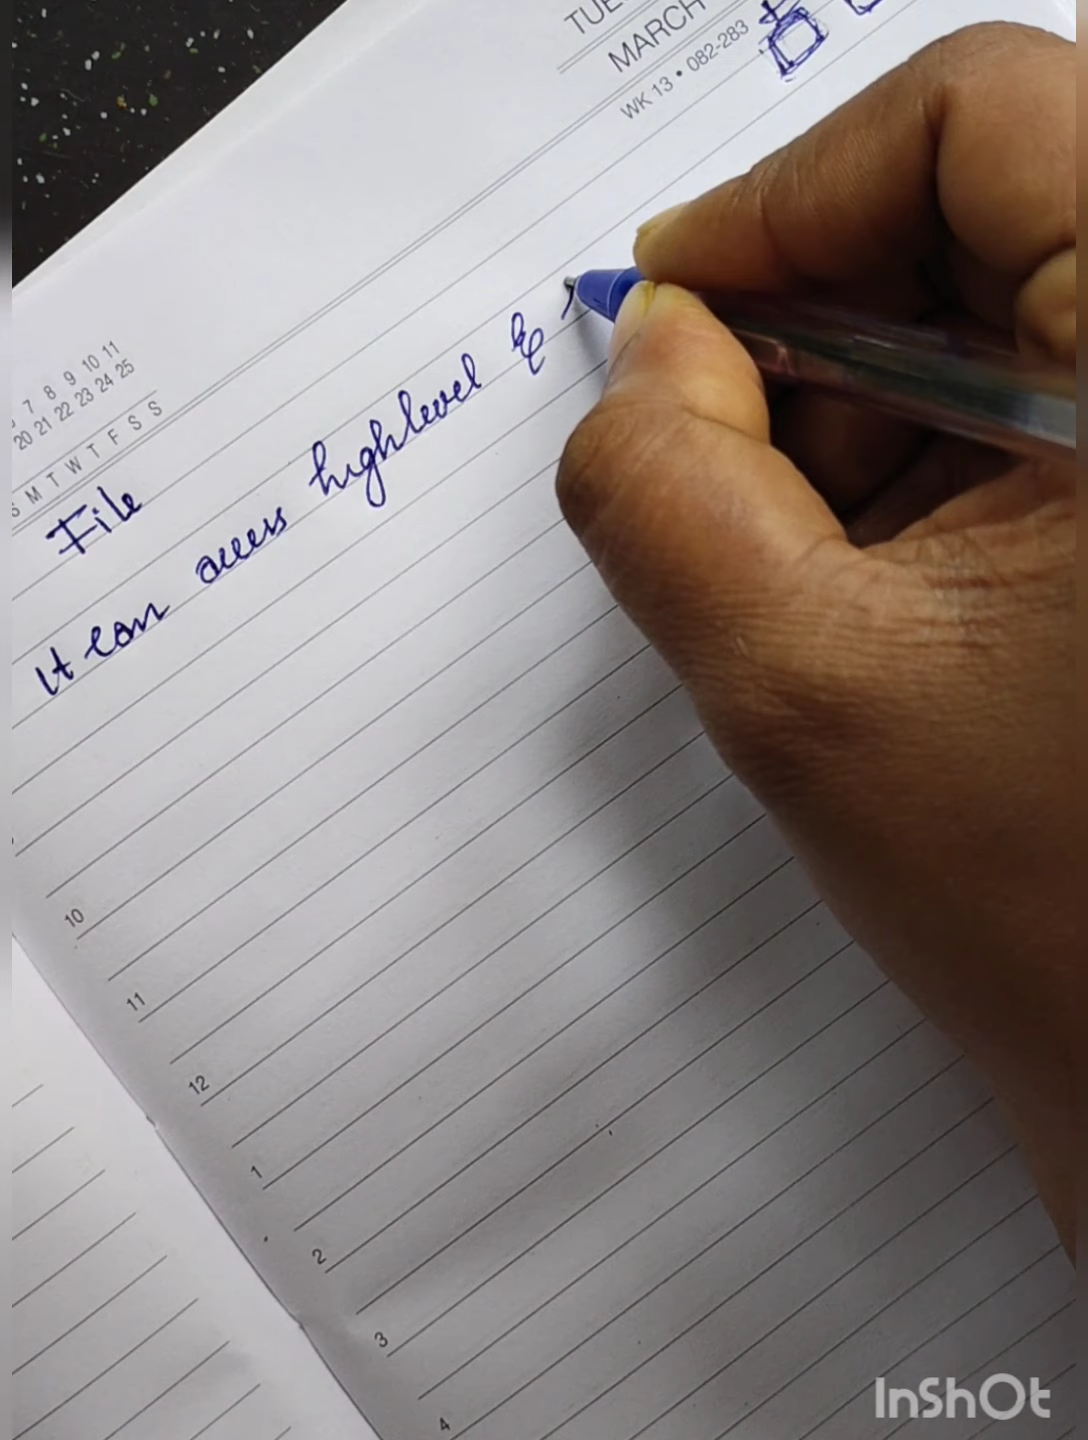 TUE
MARCH
WK 13 • 082-283
7 8 9 10 11
20 21 22 23 24 25
S M T W T F S S
File
It can access highlevel &
10
11
12
1
2
3
4
InShOt